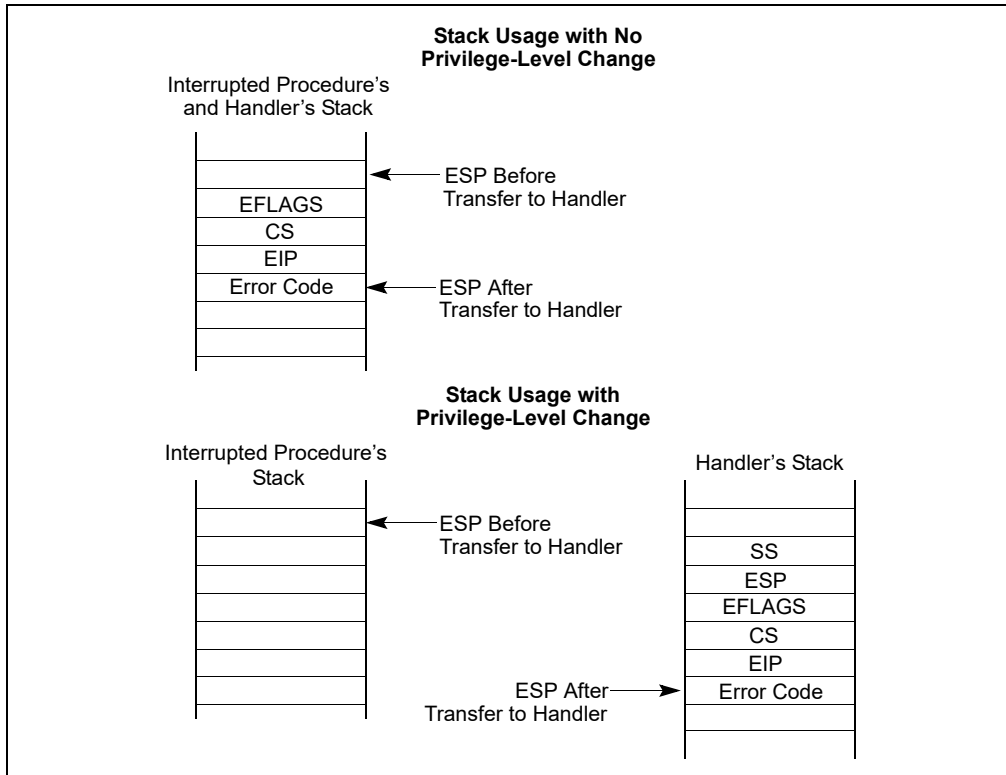 Stack Usage with No
Privilege-Level Change
Interrupted Procedure’s
and Handler’s Stack
ESP Before
Transfer to Handler
EFLAGS
CS
EIP
Error Code
ESP After
Transfer to Handler
Stack Usage with
Privilege-Level Change
Interrupted Procedure’s
Stack
Handler’s Stack
ESP Before
Transfer to Handler
SS
ESP
EFLAGS
CS
EIP
ESP After
Transfer to Handler
Error Code